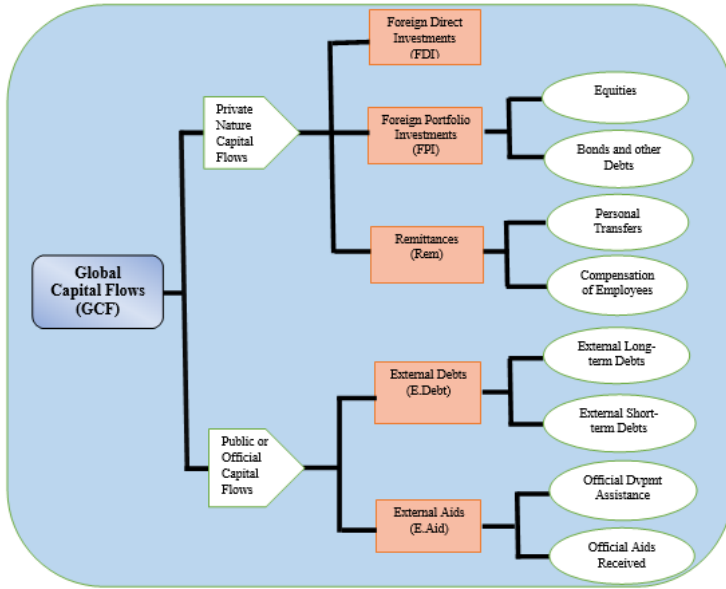 Foreign Direct
Investments
(FDI)
Private
Nature
Capital
Flows
Foreign Portfolio
Investments
(FPI)
Equities
Bonds and other
Debts
Remittances
(Rem)
Personal
Transfers
Compensation
of Employees
Global
Capital Flows
(GCF)
External Debts
(E.Debt)
External Long-
term Debts
External Short-
term Debts
Public or
Official
Capital
Flows
External Aids
(E.Aid)
Official Dvpmt
Assistance
Official Aids
Received